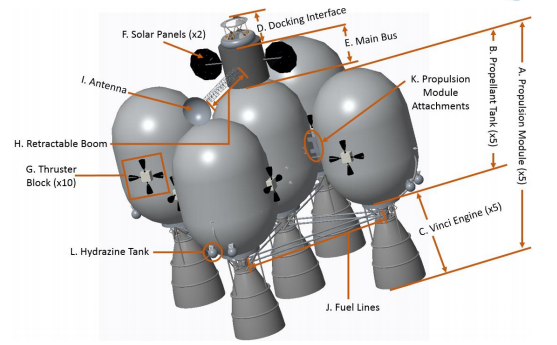 D. Docking Interface
F. Solar Panels (x2)
E. Main Bus
I. Antenna
K. Propulsion
Module
Attachments
B. Propellant Tank (x5)
A. Propulsion Module (x5)
H. Retractable Boom
G. Thruster
Block (x10)
C. Vinci Engine (x5)
L. Hydrazine Tank
J. Fuel Lines